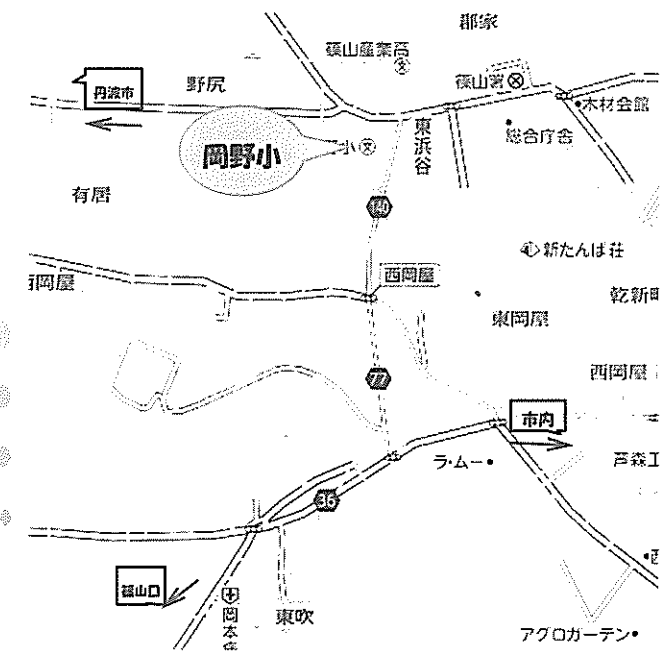 郡家
篠山産業高
丹波市
野尻
篠山署
木材会館
岡野小
小
東浜谷
総合庁舎
有居
140
新たんば荘
西岡屋
乾新町
東岡屋
77
西岡屋
市内
ラ・ムー
芦森工
36
篠山口
岡本病
東吹
アグロガーデン